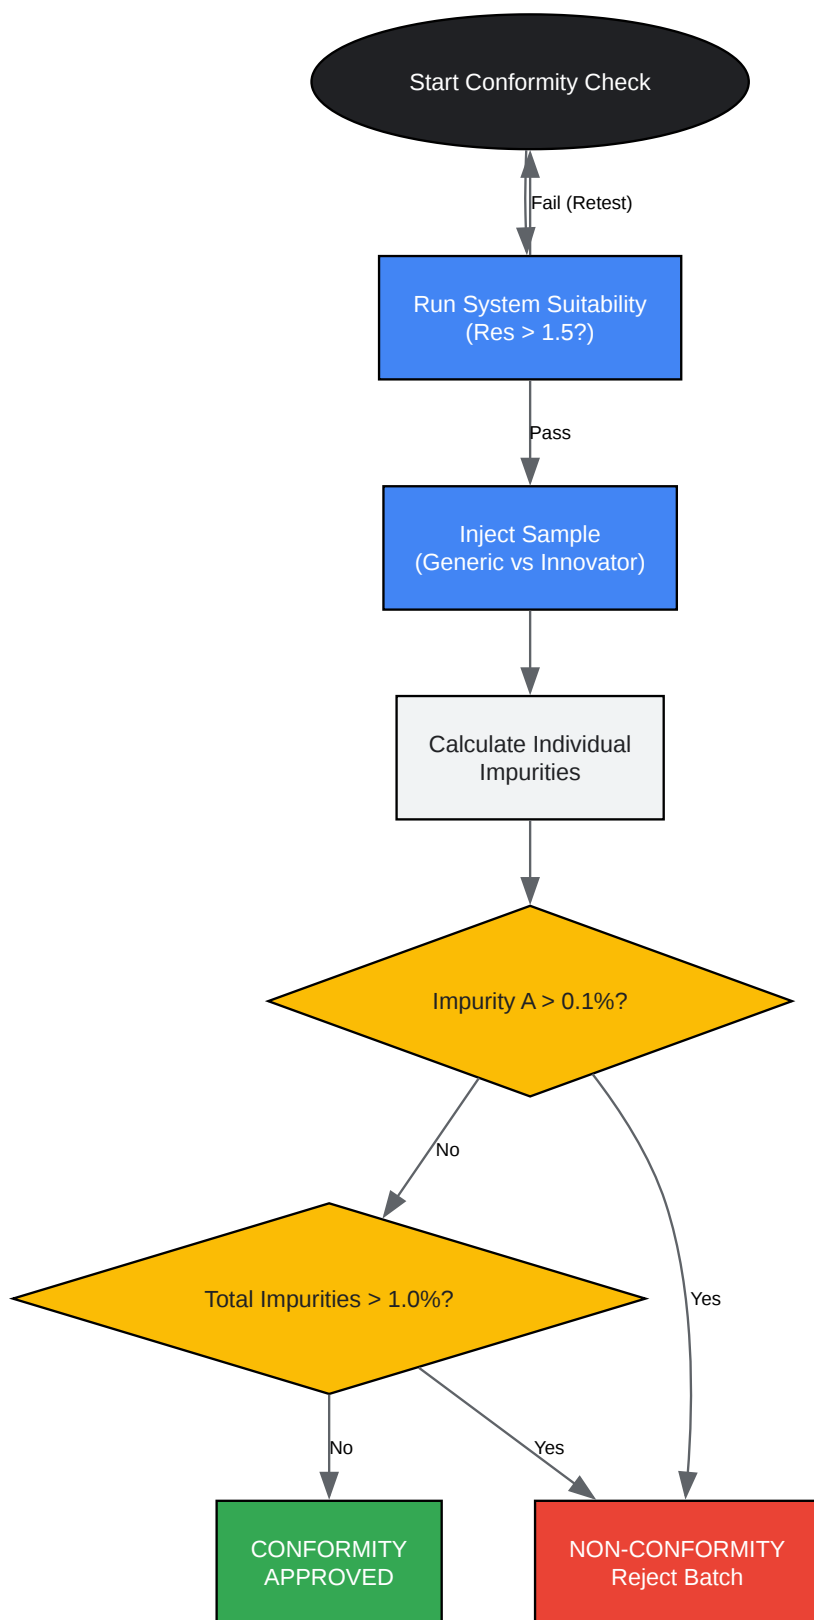 Start Conformity Check
Fail (Retest)
Run System Suitability
(Res > 1.5?)
Pass
Inject Sample
(Generic vs Innovator)
Calculate Individual
Impurities
Impurity A > 0.1%?
No
Total Impurities > 1.0%?
Yes
No
Yes
CONFORMITY
APPROVED
NON-CONFORMITY
Reject Batch